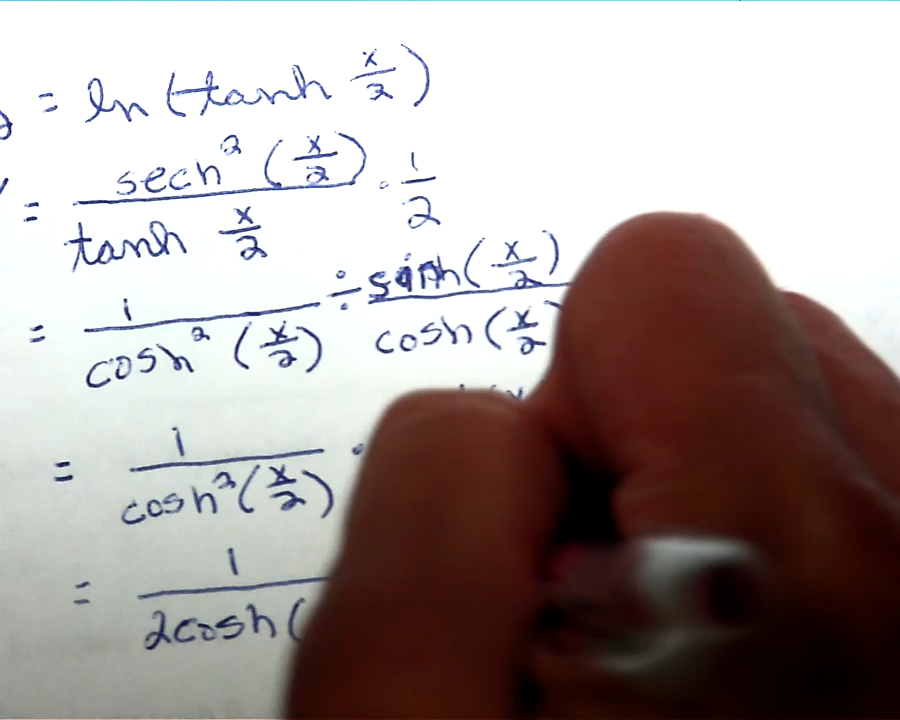 = ln (tanh x/2)
= sech² (x/2) / tanh x/2 · 1/2
= 1 / cosh² (x/2) ÷ sinh (x/2) / cosh (x/2
= 1 / cosh² (x/2) ·
= 1 / 2cosh (